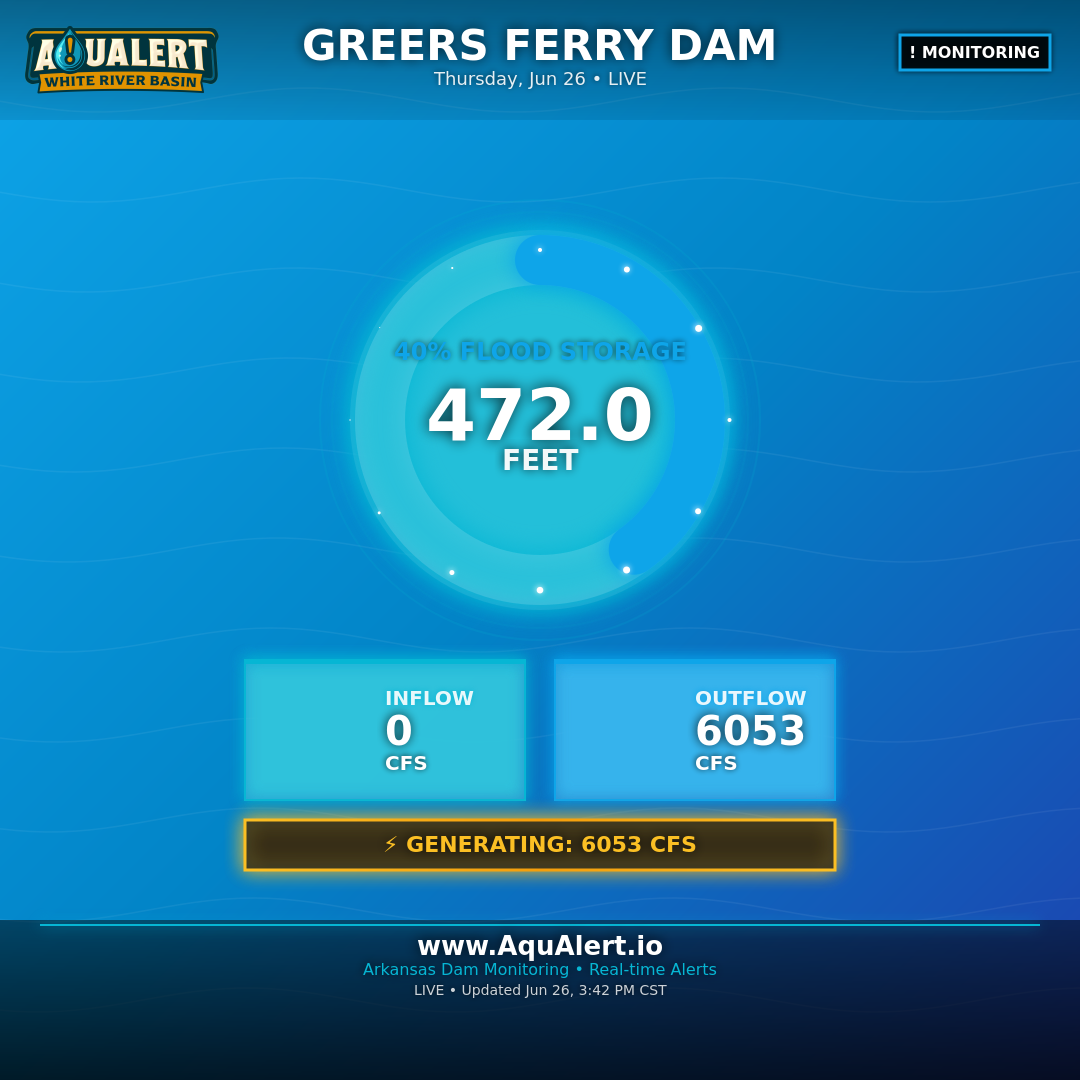 AQUALERT
WHITE RIVER BASIN
GREERS FERRY DAM
Thursday, Jun 26 • LIVE
! MONITORING
40% FLOOD STORAGE
472.0
FEET
INFLOW
0
CFS
OUTFLOW
6053
CFS
⚡ GENERATING: 6053 CFS
www.AquAlert.io
Arkansas Dam Monitoring • Real-time Alerts
LIVE • Updated Jun 26, 3:42 PM CST